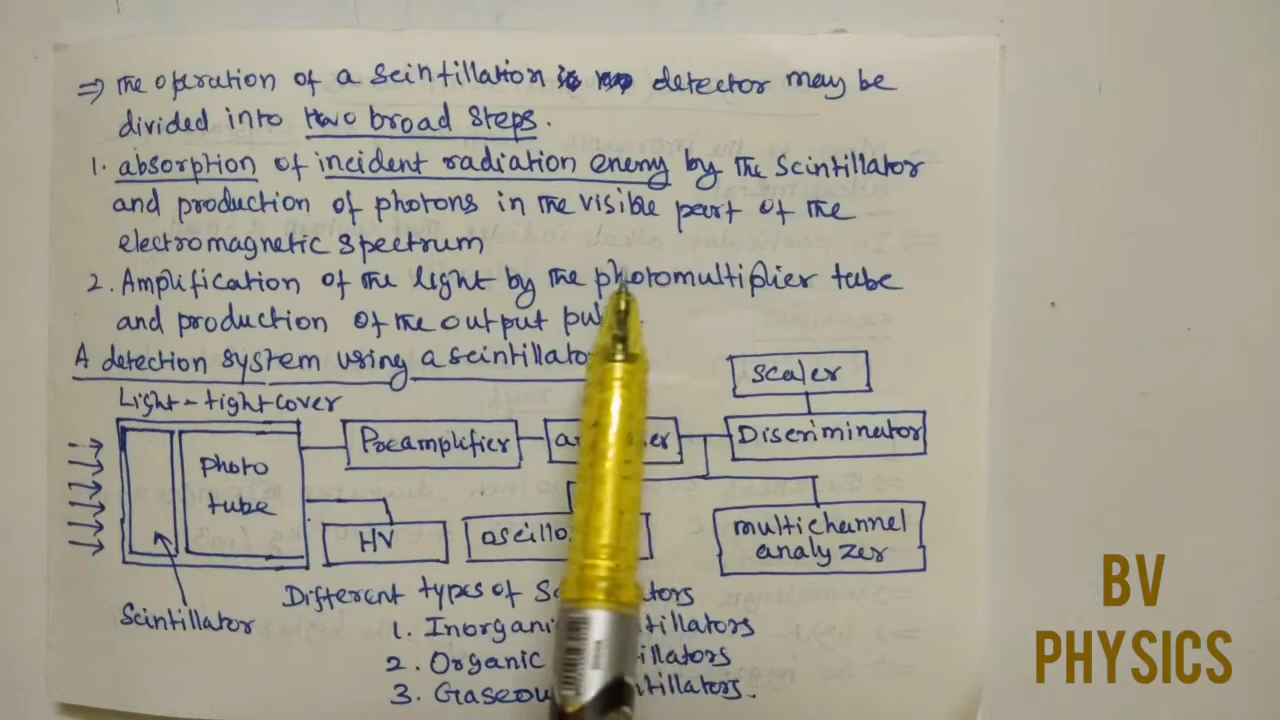 ⇒ The operation of a scintillation detector may be
divided into two broad steps.
1. absorption of incident radiation energy by the scintillator
and production of photons in the visible part of the
electromagnetic spectrum
2. Amplification of the light by the photomultiplier tube
and production of the output
A detection system using a
Light-tight cover
scaler
Photo
tube
Preamplifier
Discriminator
HV
multichannel
analyzer
Scintillator
Different types of
1. Inorganic
2. Organic
3. Gaseous
BV
PHYSICS